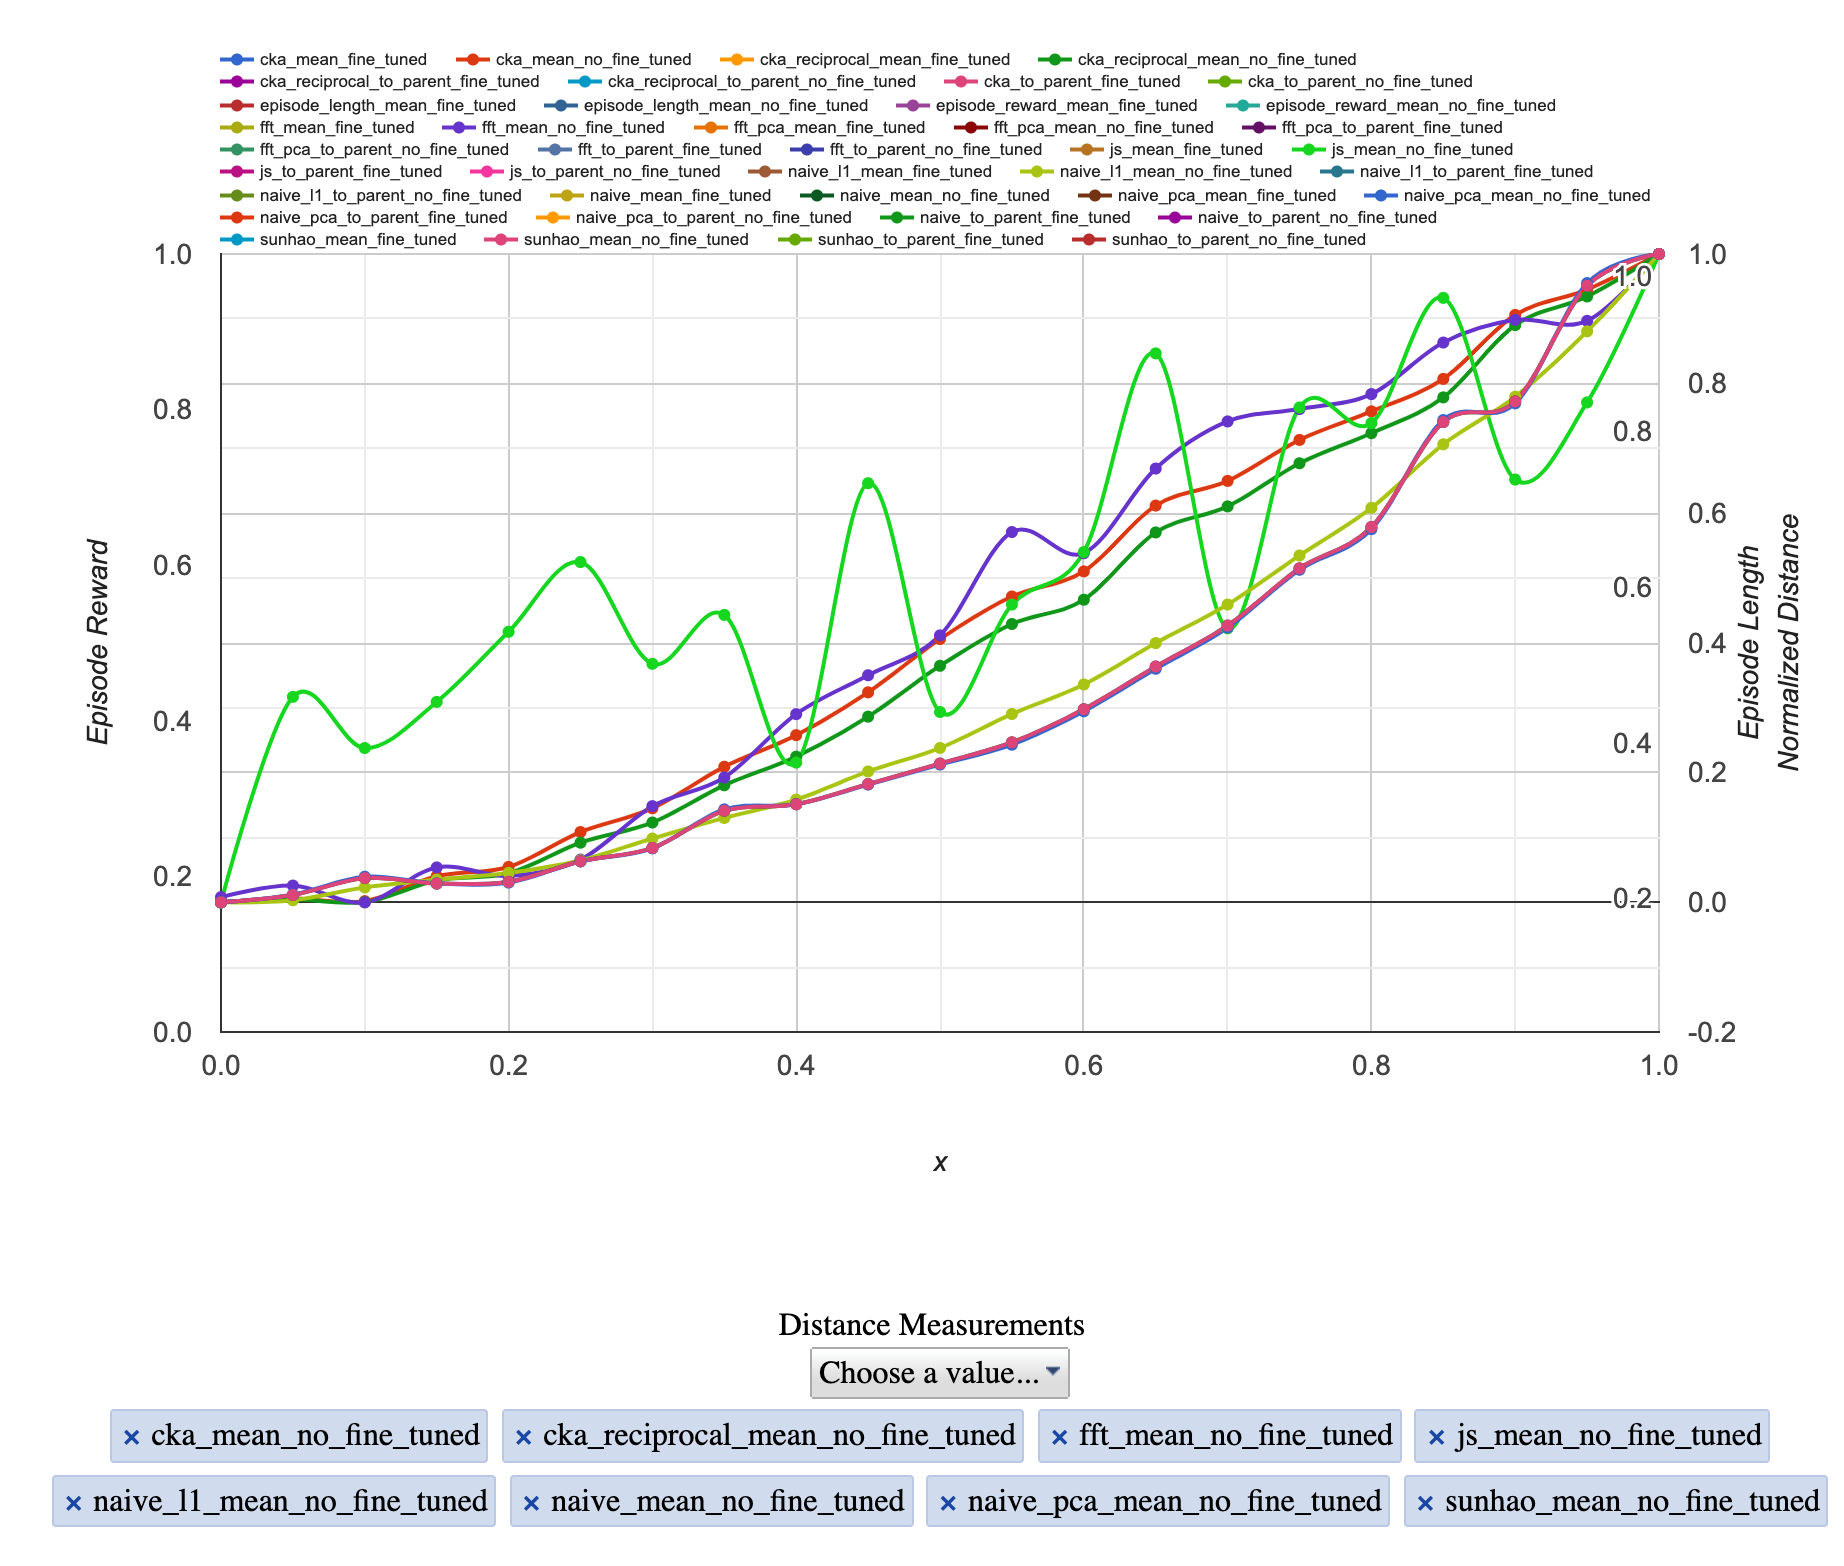 cka_mean_fine_tuned cka_mean_no_fine_tuned cka_reciprocal_mean_fine_tuned cka_reciprocal_mean_no_fine_tuned
cka_reciprocal_to_parent_fine_tuned cka_reciprocal_to_parent_no_fine_tuned cka_to_parent_fine_tuned cka_to_parent_no_fine_tuned
episode_length_mean_fine_tuned episode_length_mean_no_fine_tuned episode_reward_mean_fine_tuned episode_reward_mean_no_fine_tuned
fft_mean_fine_tuned fft_mean_no_fine_tuned fft_pca_mean_fine_tuned fft_pca_mean_no_fine_tuned fft_pca_to_parent_fine_tuned
fft_pca_to_parent_no_fine_tuned fft_to_parent_fine_tuned fft_to_parent_no_fine_tuned js_mean_fine_tuned js_mean_no_fine_tuned
js_to_parent_fine_tuned js_to_parent_no_fine_tuned naive_l1_mean_fine_tuned naive_l1_mean_no_fine_tuned naive_l1_to_parent_fine_tuned
naive_l1_to_parent_no_fine_tuned naive_mean_fine_tuned naive_mean_no_fine_tuned naive_pca_mean_fine_tuned naive_pca_mean_no_fine_tuned
naive_pca_to_parent_fine_tuned naive_pca_to_parent_no_fine_tuned naive_to_parent_fine_tuned naive_to_parent_no_fine_tuned
sunhao_mean_fine_tuned sunhao_mean_no_fine_tuned sunhao_to_parent_fine_tuned sunhao_to_parent_no_fine_tuned
1.0
0.8
0.6
0.4
0.2
0.0
Episode Reward
1.0
0.8
0.6
0.4
0.2
1.0
0.8
0.6
0.4
0.2
0.0
-0.2
Episode Length
Normalized Distance
0.0 0.2 0.4 0.6 0.8 1.0
x
Distance Measurements
Choose a value...
× cka_mean_no_fine_tuned × cka_reciprocal_mean_no_fine_tuned × fft_mean_no_fine_tuned × js_mean_no_fine_tuned
× naive_l1_mean_no_fine_tuned × naive_mean_no_fine_tuned × naive_pca_mean_no_fine_tuned × sunhao_mean_no_fine_tuned